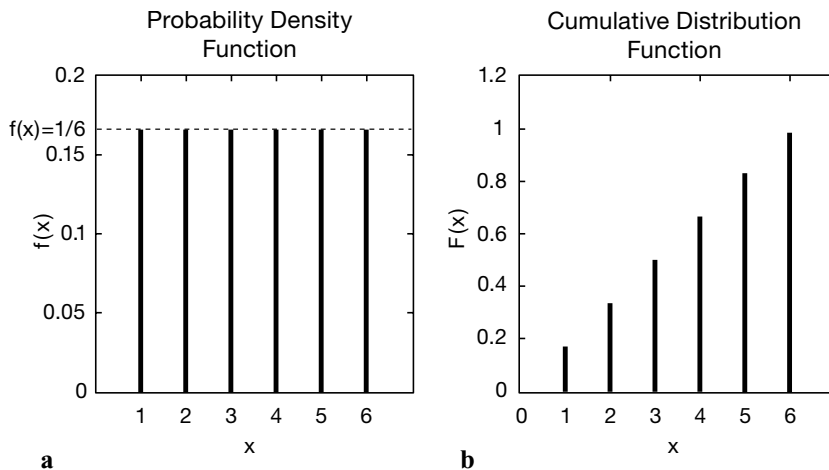 Probability Density
Function
0.2
f(x)=1/6
0.15
0.1
0.05
0
f(x)
1 2 3 4 5 6
x
a
Cumulative Distribution
Function
1.2
1
0.8
0.6
0.4
0.2
0
F(x)
0 1 2 3 4 5 6
x
b